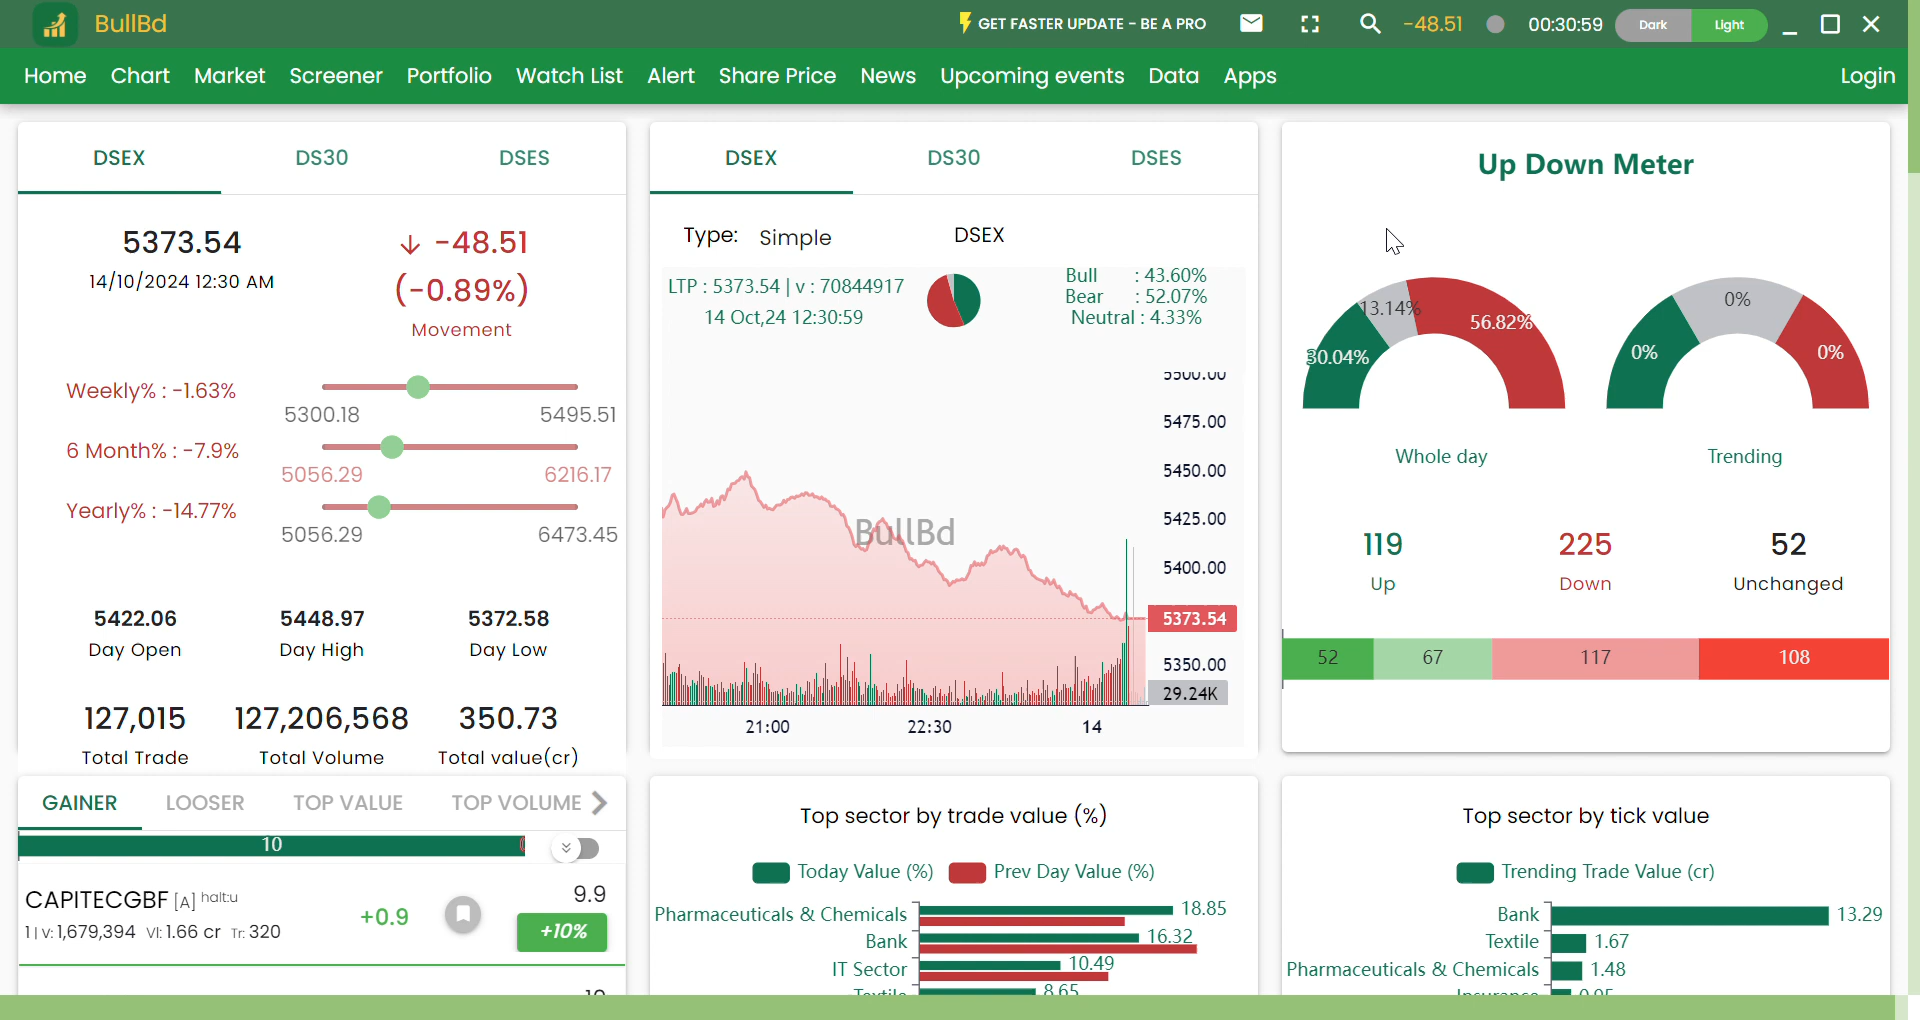 BullBd
GET FASTER UPDATE - BE A PRO
-48.51
00:30:59
Dark
Light
Home
Chart
Market
Screener
Portfolio
Watch List
Alert
Share Price
News
Upcoming events
Data
Apps
Login
DSEX
DS30
DSES
5373.54
14/10/2024 12:30 AM
-48.51
(-0.89%)
Movement
Weekly% : -1.63%
5300.18
5495.51
6 Month% : -7.9%
5056.29
6216.17
Yearly% : -14.77%
5056.29
6473.45
5422.06
Day Open
5448.97
Day High
5372.58
Day Low
127,015
Total Trade
127,206,568
Total Volume
350.73
Total value(cr)
DSEX
DS30
DSES
Type: Simple
DSEX
LTP : 5373.54 | v : 70844917
14 Oct,24 12:30:59
Bull : 43.60%
Bear : 52.07%
Neutral : 4.33%
5500.00
5475.00
5450.00
5425.00
5400.00
5373.54
5350.00
29.24K
BullBd
21:00
22:30
14
Up Down Meter
30.04%
13.14%
56.82%
Whole day
0%
0%
0%
Trending
119
Up
225
Down
52
Unchanged
52
67
117
108
GAINER
LOOSER
TOP VALUE
TOP VOLUME
10
CAPITECGBF [A] halt:u
1 | V: 1,679,394 Vl: 1.66 cr Tr: 320
+0.9
9.9
+10%
Top sector by trade value (%)
Today Value (%)
Prev Day Value (%)
Pharmaceuticals & Chemicals
18.85
Bank
16.32
IT Sector
10.49
Textile
8.65
Top sector by tick value
Trending Trade Value (cr)
Bank
13.29
Textile
1.67
Pharmaceuticals & Chemicals
1.48
Insurance
0.95